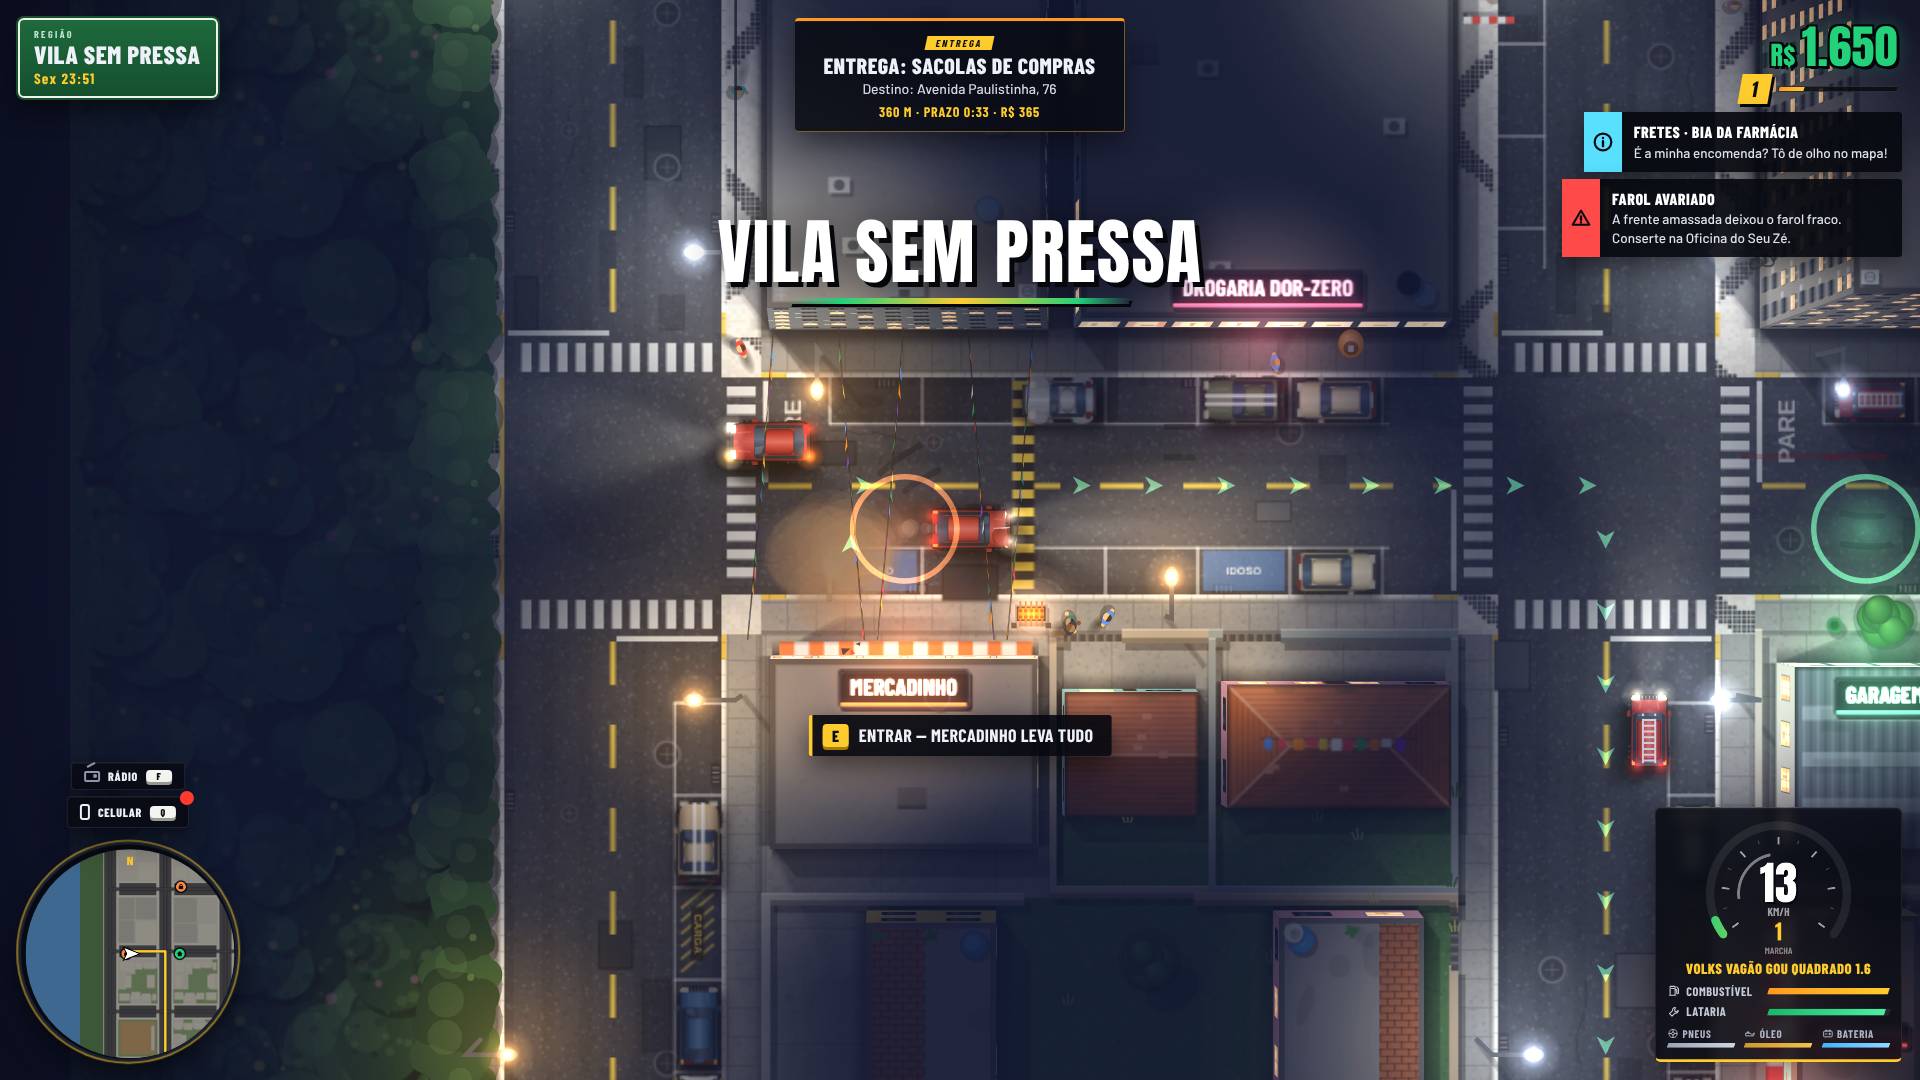 REGIÃO
VILA SEM PRESSA
Sex 23:51
ENTREGA
ENTREGA: SACOLAS DE COMPRAS
Destino: Avenida Paulistinha, 76
360 M · PRAZO 0:33 · R$ 365
R$ 1.650
1
FRETES · BIA DA FARMÁCIA
É a minha encomenda? Tô de olho no mapa!
FAROL AVARIADO
A frente amassada deixou o farol fraco.
Conserte na Oficina do Seu Zé.
VILA SEM PRESSA
DROGARIA DOR-ZERO
PARE
IDOSO
MERCADINHO
E ENTRAR — MERCADINHO LEVA TUDO
GARAGEM
CARGA
RÁDIO F
CELULAR Q
N
13
KM/H
1
MARCHA
VOLKS VAGÃO GOU QUADRADO 1.6
COMBUSTÍVEL
LATARIA
PNEUS ÓLEO BATERIA